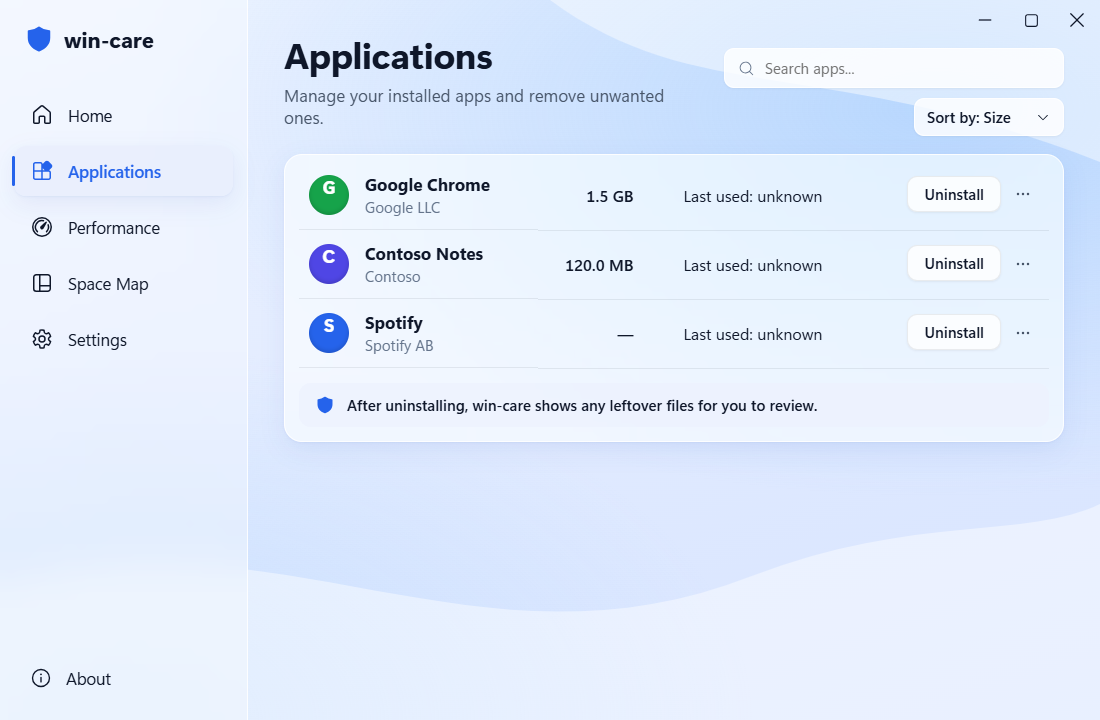 win-care
Home
Applications
Performance
Space Map
Settings
About
Applications
Manage your installed apps and remove unwanted
ones.
Search apps...
Sort by: Size
G
Google Chrome
Google LLC
1.5 GB
Last used: unknown
Uninstall
C
Contoso Notes
Contoso
120.0 MB
Last used: unknown
Uninstall
S
Spotify
Spotify AB
—
Last used: unknown
Uninstall
After uninstalling, win-care shows any leftover files for you to review.